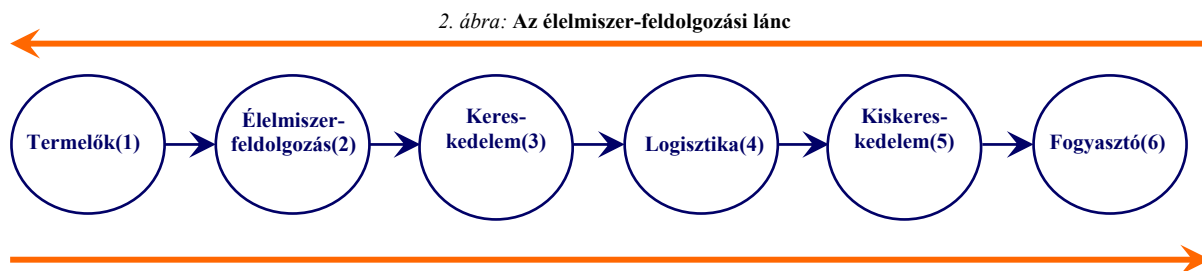 2. ábra: Az élelmiszer-feldolgozási lánc
Termelők(1)
Élelmiszer-
feldolgozás(2)
Keres-
kedelem(3)
Logisztika(4)
Kiskeres-
kedelem(5)
Fogyasztó(6)